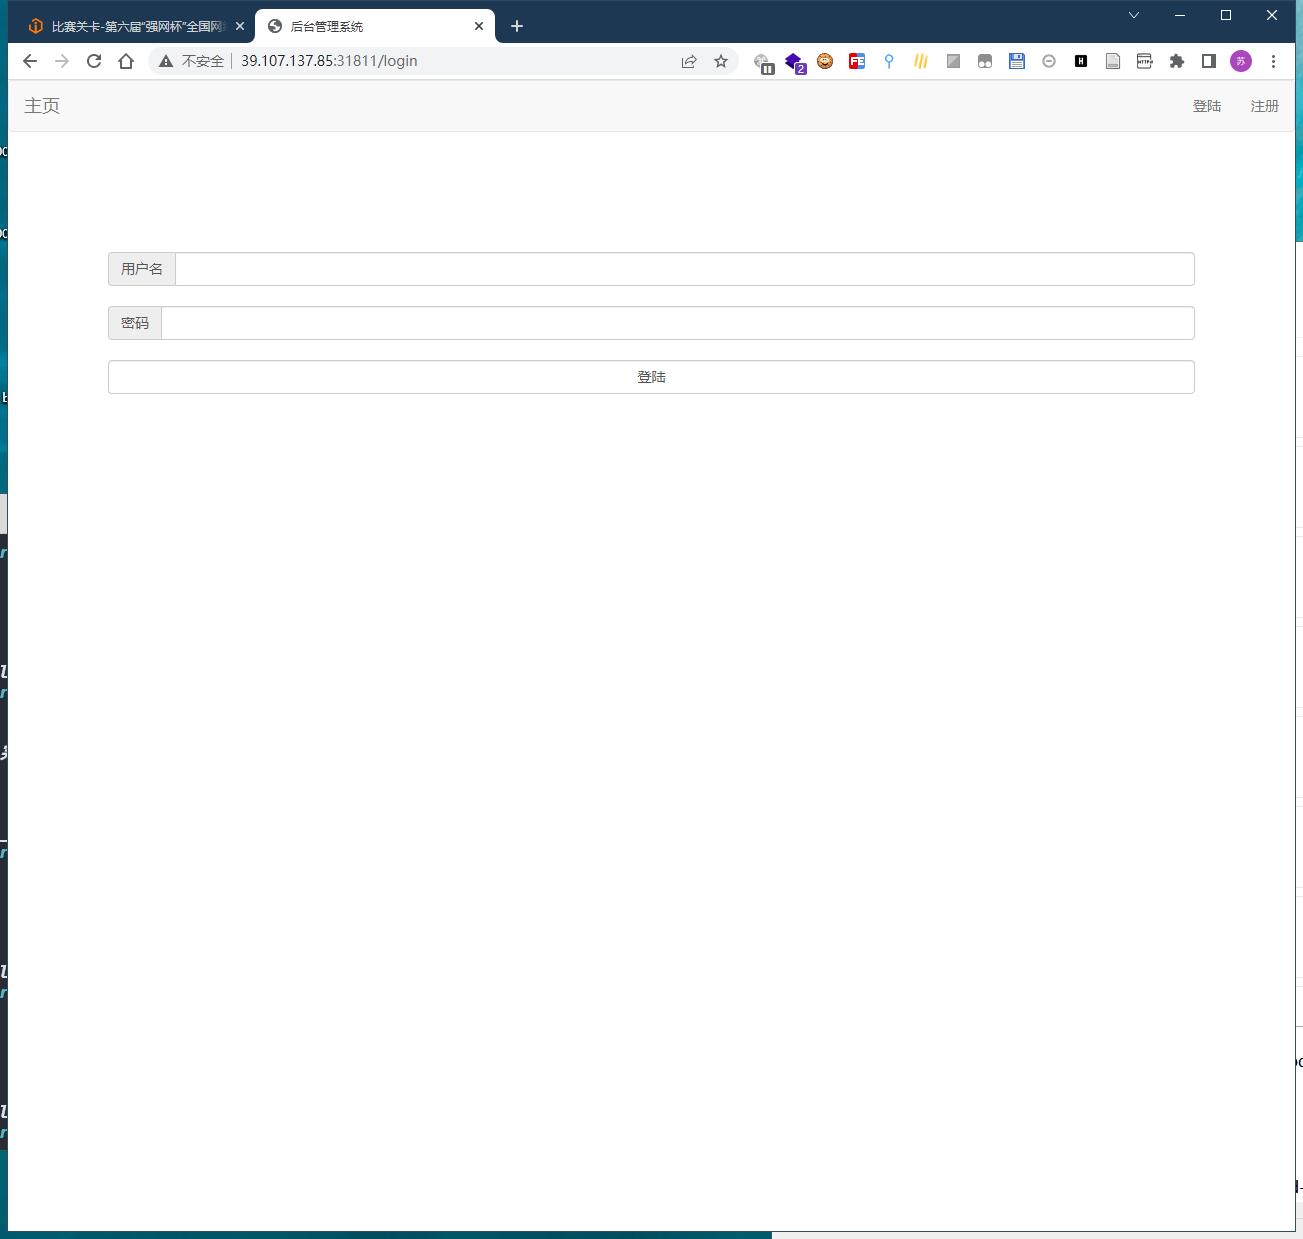 比赛关卡-第六届“强网杯”全国网
后台管理系统
不安全
39.107.137.85:31811/login
2
FE
H
HTTP
苏
主页
登陆
注册
用户名
密码
登陆